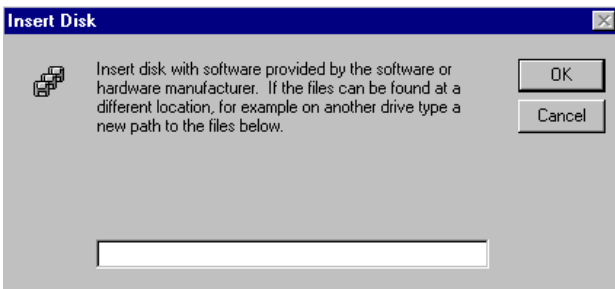 Insert Disk
Insert disk with software provided by the software or
hardware manufacturer. If the files can be found at a
different location, for example on another drive type a
new path to the files below.
OK
Cancel